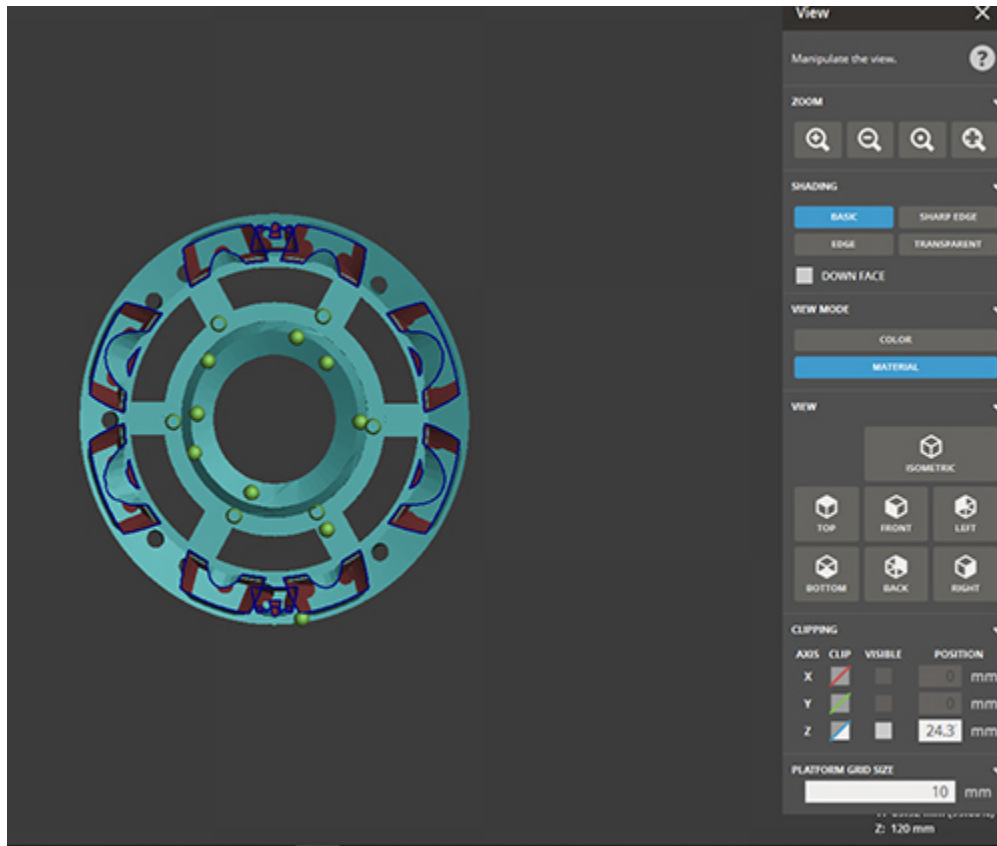 View
Manipulate the view.
?
ZOOM
SHADING
BASIC SHARP EDGE
EDGE TRANSPARENT
DOWN FACE
VIEW MODE
COLOR
MATERIAL
VIEW
ISOMETRIC
TOP FRONT LEFT
BOTTOM BACK RIGHT
CLIPPING
AXIS CLIP VISIBLE POSITION
X 0 mm
Y 0 mm
Z 24.3 mm
PLATFORM GRID SIZE
10 mm
Z: 120 mm